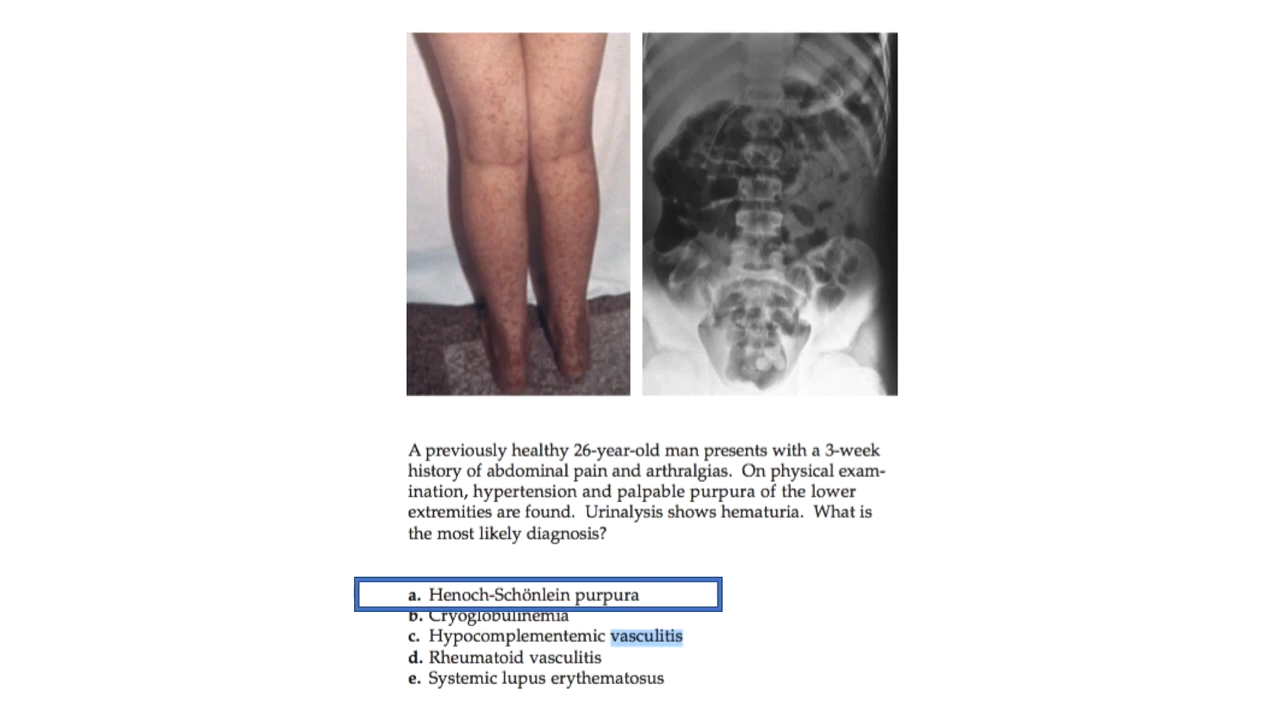 A previously healthy 26-year-old man presents with a 3-week
history of abdominal pain and arthralgias. On physical exam-
ination, hypertension and palpable purpura of the lower
extremities are found. Urinalysis shows hematuria. What is
the most likely diagnosis?
a. Henoch-Schönlein purpura
b. Cryoglobulinemia
c. Hypocomplementemic vasculitis
d. Rheumatoid vasculitis
e. Systemic lupus erythematosus